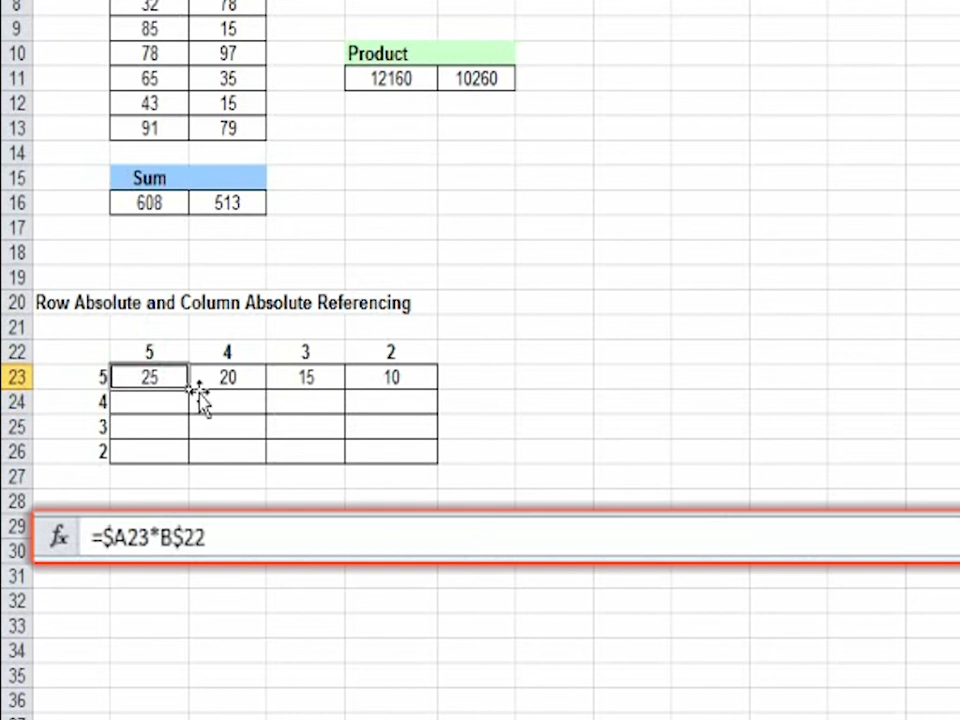 8 32 78
9 85 15
10 78 97 Product
11 65 35 12160 10260
12 43 15
13 91 79
14
15 Sum
16 608 513
17
18
19
20 Row Absolute and Column Absolute Referencing
21
22 5 4 3 2
23 5 25 20 15 10
24 4
25 3
26 2
27
28
29 fx =$A23*B$22
30
31
32
33
34
35
36